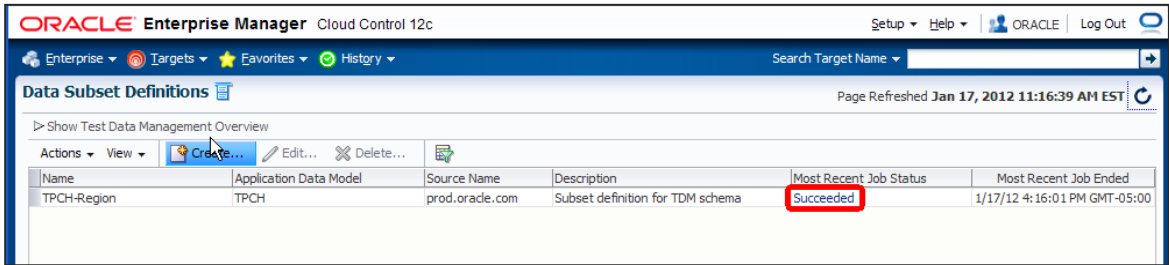 ORACLE Enterprise Manager Cloud Control 12c Setup Help ORACLE Log Out
Enterprise Targets Favorites History Search Target Name
Data Subset Definitions Page Refreshed Jan 17, 2012 11:16:39 AM EST
Show Test Data Management Overview
Actions View Create... Edit... Delete...
Name Application Data Model Source Name Description Most Recent Job Status Most Recent Job Ended
TPCH-Region TPCH prod.oracle.com Subset definition for TDM schema Succeeded 1/17/12 4:16:01 PM GMT-05:00